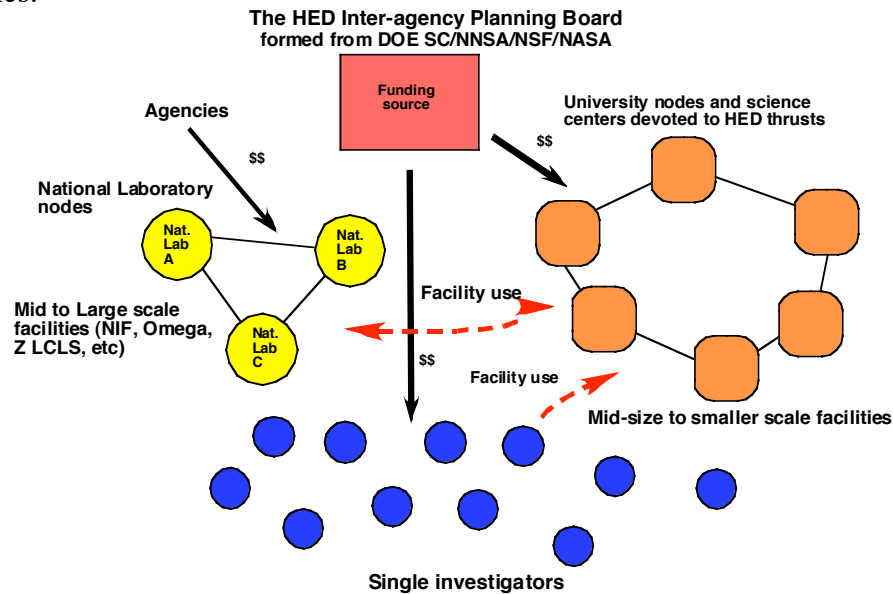 The HED Inter-agency Planning Board
formed from DOE SC/NNSA/NSF/NASA
Funding
source
Agencies
$$
$$
University nodes and science
centers devoted to HED thrusts
National Laboratory
nodes
Nat.
Lab
A
Nat.
Lab
B
Mid to Large scale
facilities (NIF, Omega,
Z LCLS, etc)
Nat.
Lab
C
Facility use
$$
Facility use
Mid-size to smaller scale facilities
Single investigators